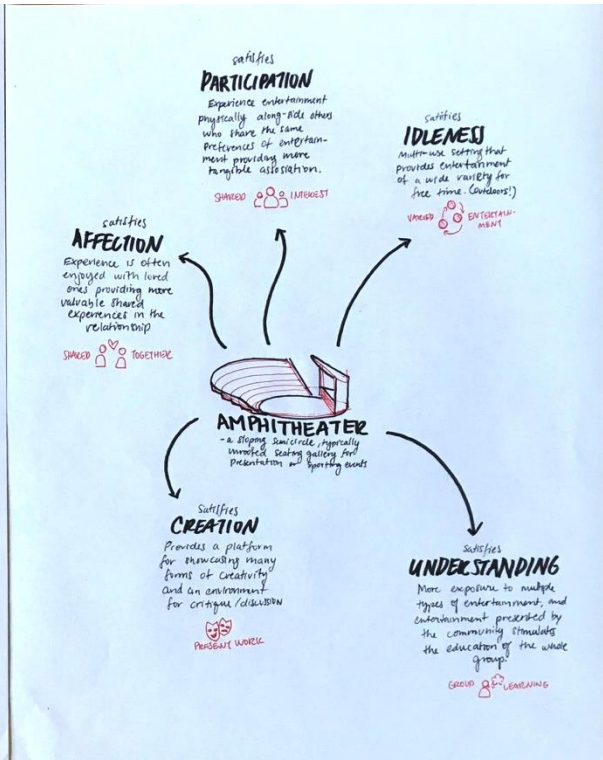 satisfies
PARTICIPATION
Experience entertainment
physically along-side others
who share the same
preferences of entertain-
ment providing more
tangible association.
SHARED INTEREST
satifies
IDLENESS
Multi-use setting that
provides entertainment
of a wide variety for
free time. (outdoors!)
VARIED ENTERTAIN-
MENT
satisfies
AFFECTION
Experience is often
enjoyed with loved
ones providing more
valuable shared
experiences in the
relationship
SHARED TOGETHER
AMPHITHEATER
- a sloping semicircle, typically
unroofed seating gallery for
presentation or sporting events
satisfies
CREATION
Provides a platform
for showcasing many
forms of creativity
and an environment
for critique/discussion
PRESENT WORK
satisfies
UNDERSTANDING
More exposure to multiple
types of entertainment, and
entertainment presented by
the community stimulates
the education of the whole
group.
GROUP LEARNING